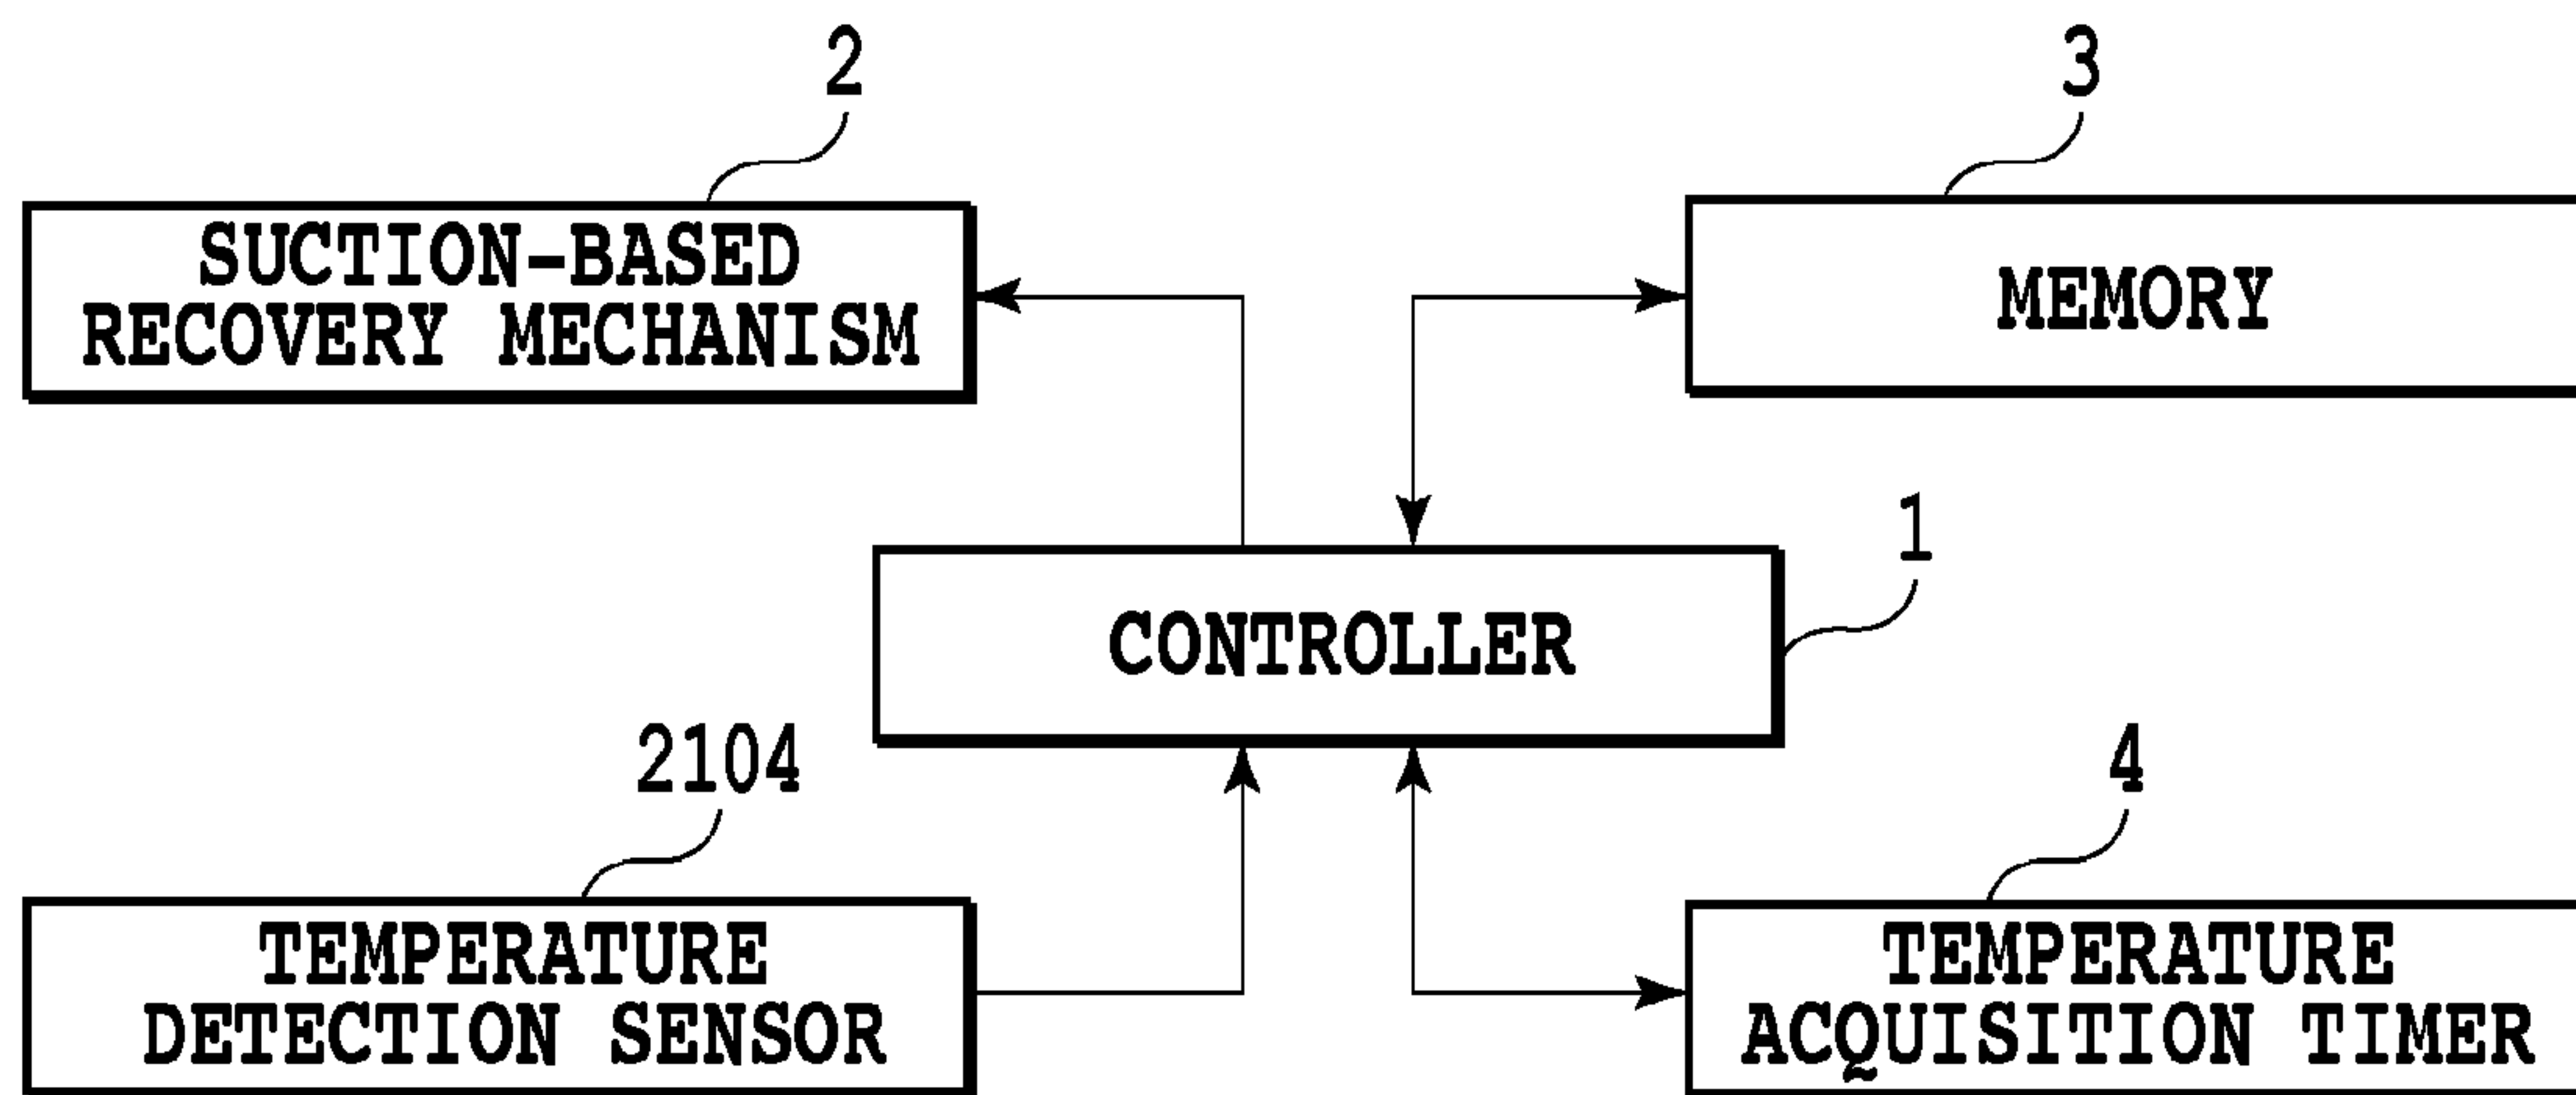 2
3
SUCTION-BASED
RECOVERY MECHANISM
MEMORY
1
CONTROLLER
2104
4
TEMPERATURE
DETECTION SENSOR
TEMPERATURE
ACQUISITION TIMER